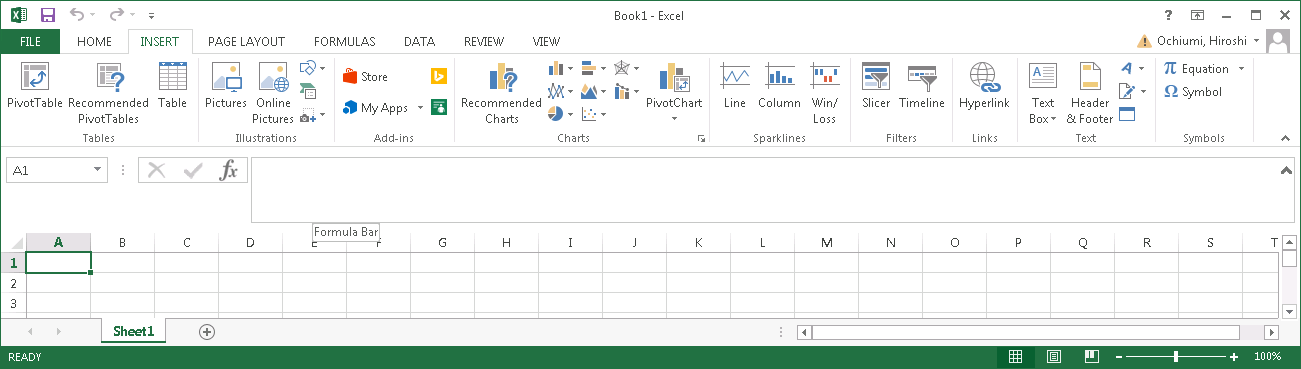 Book1 - Excel
?
FILE HOME INSERT PAGE LAYOUT FORMULAS DATA REVIEW VIEW Ochiumi, Hiroshi
PivotTable Recommended PivotTables Table
Tables
Pictures Online Pictures
Illustrations
Store
My Apps
Add-ins
Recommended Charts PivotChart
Charts
Line Column Win/ Loss
Sparklines
Slicer Timeline
Filters
Hyperlink
Links
Text Box Header & Footer
Text
π Equation
Ω Symbol
Symbols
A1 fx
Formula Bar
A B C D E F G H I J K L M N O P Q R S T
1
2
3
Sheet1
READY 100%